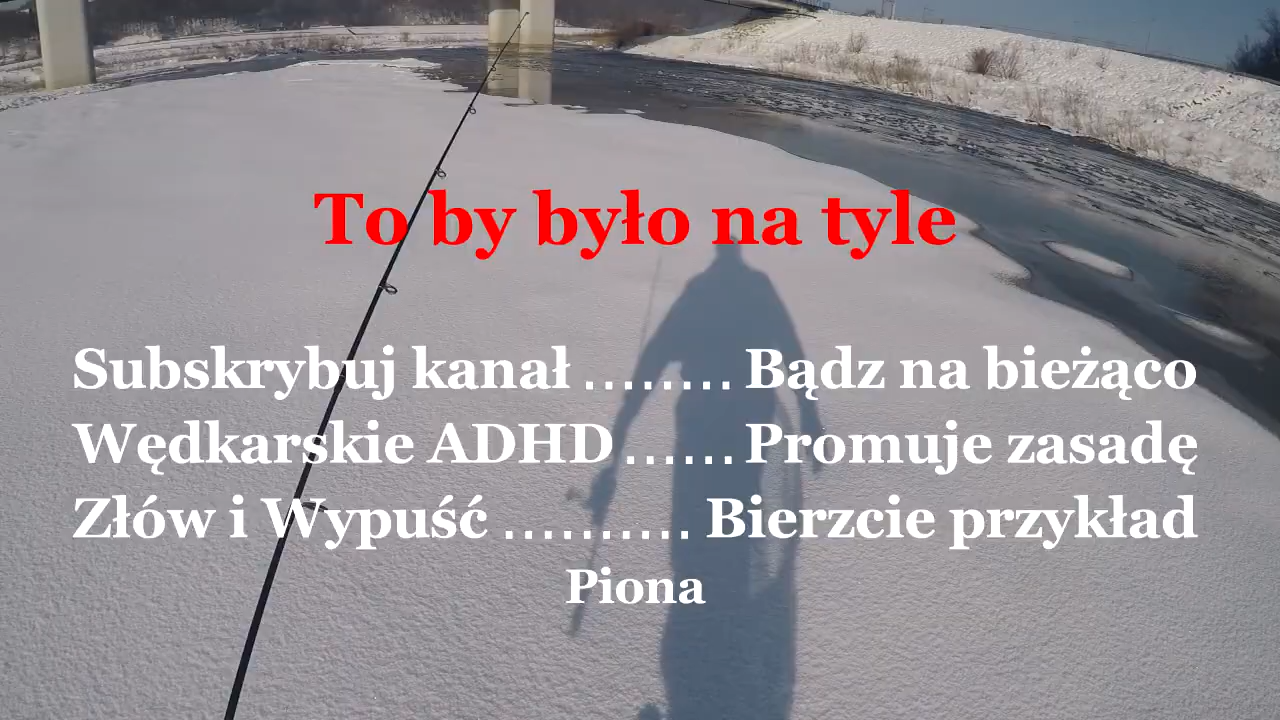 To by było na tyle
Subskrybuj kanał ........ Bądz na bieżąco
Wędkarskie ADHD ...... Promuje zasadę
Złów i Wypuść .......... Bierzcie przykład
Piona